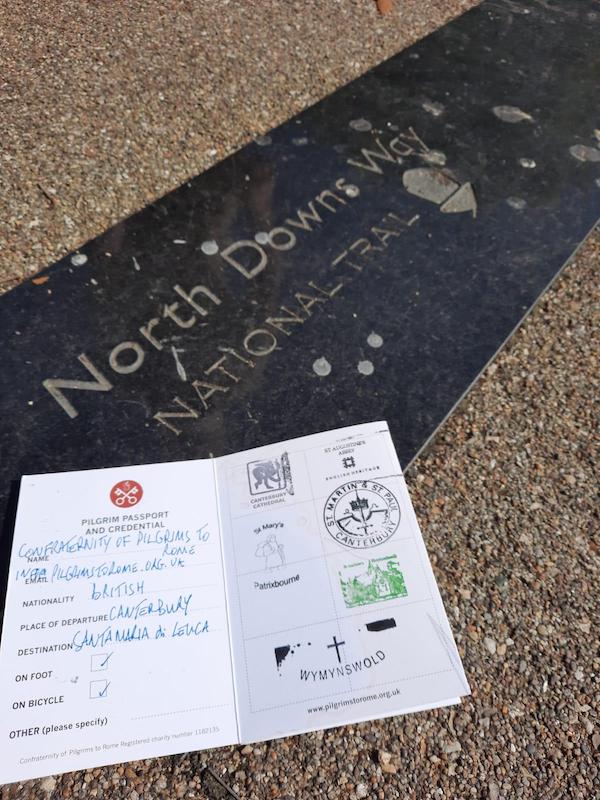 North Downs Way
NATIONAL TRAIL
PILGRIM PASSPORT
AND CREDENTIAL
CONFRATERNITY OF PILGRIMS TO
ROME
NAME
INFO PILGRIMSTOROME.ORG.UK
EMAIL
NATIONALITY BRITISH
PLACE OF DEPARTURE CANTERBURY
DESTINATION SANTA MARIA di LEUCA
ON FOOT ✓
ON BICYCLE ✓
OTHER (please specify)
Confraternity of Pilgrims to Rome Registered charity number 1182135
CANTERBURY
CATHEDRAL
ST AUGUSTINE'S
ABBEY
ENGLISH HERITAGE
St Mary's
Patrixbourne
ST. MARTIN & ST. PAUL
CANTERBURY
WYMYNSWOLD
www.pilgrimstorome.org.uk